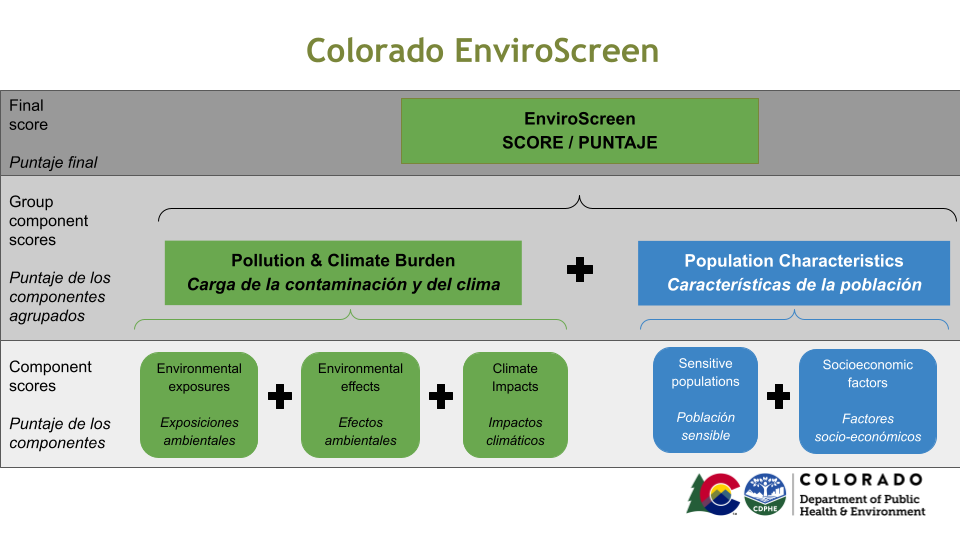 Colorado EnviroScreen
Final
score
Puntaje final
EnviroScreen
SCORE / PUNTAJE
Group
component
scores
Puntaje de los
componentes
agrupados
Pollution & Climate Burden
Carga de la contaminación y del clima
Population Characteristics
Características de la población
Component
scores
Puntaje de los
componentes
Environmental
exposures
Exposiciones
ambientales
Environmental
effects
Efectos
ambientales
Climate
Impacts
Impactos
climáticos
Sensitive
populations
Población
sensible
Socioeconomic
factors
Factores
socio-económicos
CDPHE
COLORADO
Department of Public
Health & Environment